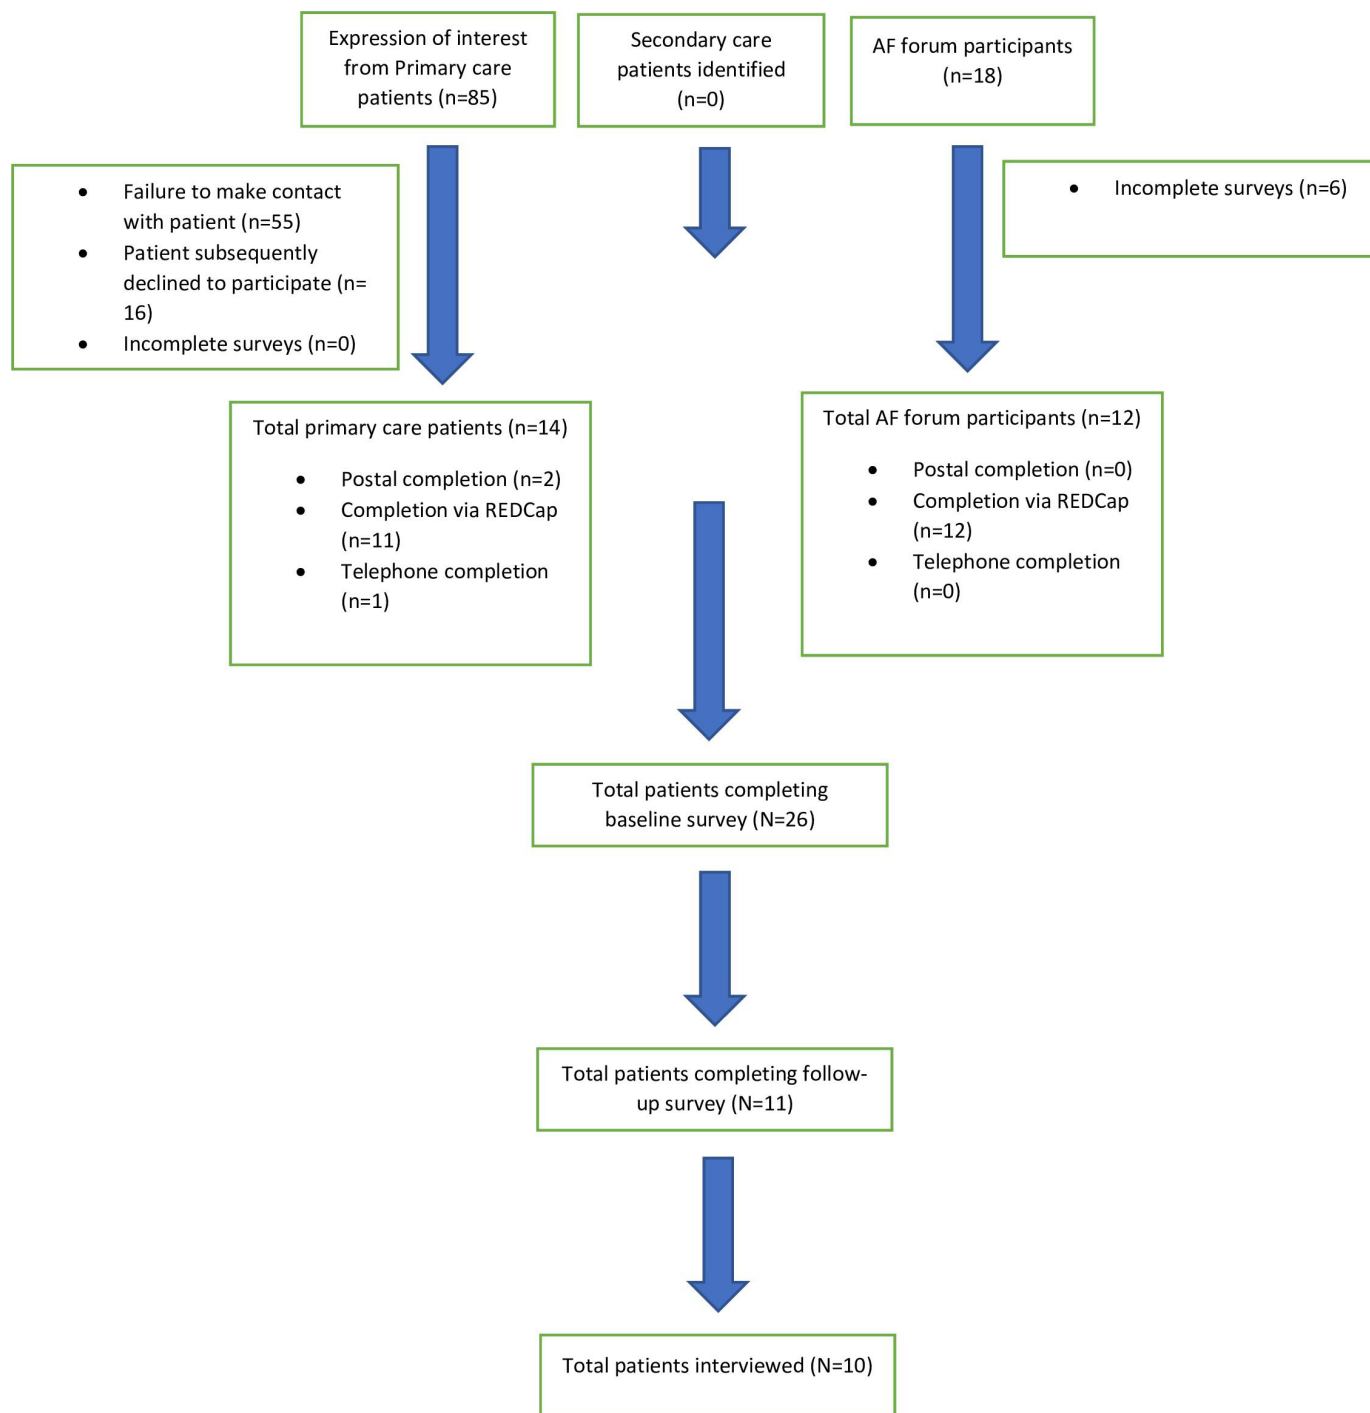 Expression of interest
from Primary care
patients (n=85)
Secondary care
patients identified
(n=0)
AF forum participants
(n=18)
• Failure to make contact
with patient (n=55)
• Patient subsequently
declined to participate (n=
16)
• Incomplete surveys (n=0)
• Incomplete surveys (n=6)
Total primary care patients (n=14)
• Postal completion (n=2)
• Completion via REDCap
(n=11)
• Telephone completion
(n=1)
Total AF forum participants (n=12)
• Postal completion (n=0)
• Completion via REDCap
(n=12)
• Telephone completion
(n=0)
Total patients completing
baseline survey (N=26)
Total patients completing follow-
up survey (N=11)
Total patients interviewed (N=10)